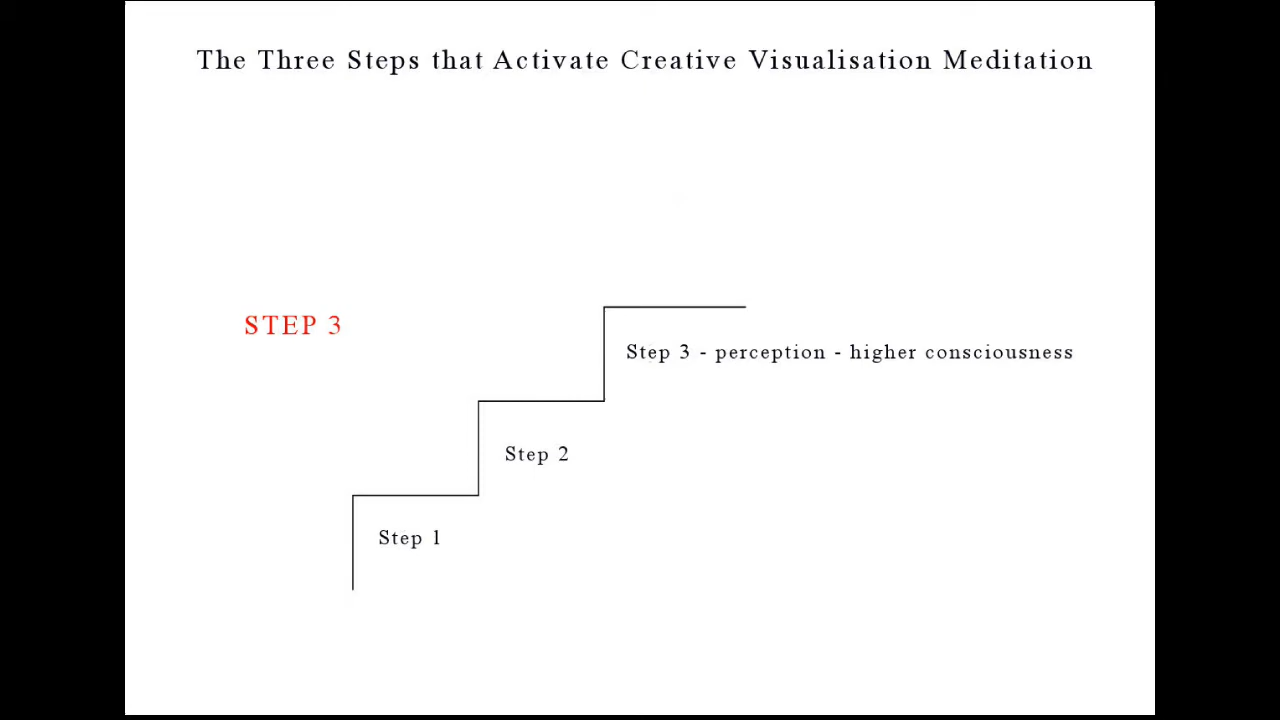 The Three Steps that Activate Creative Visualisation Meditation
STEP 3
Step 3 - perception - higher consciousness
Step 2
Step 1